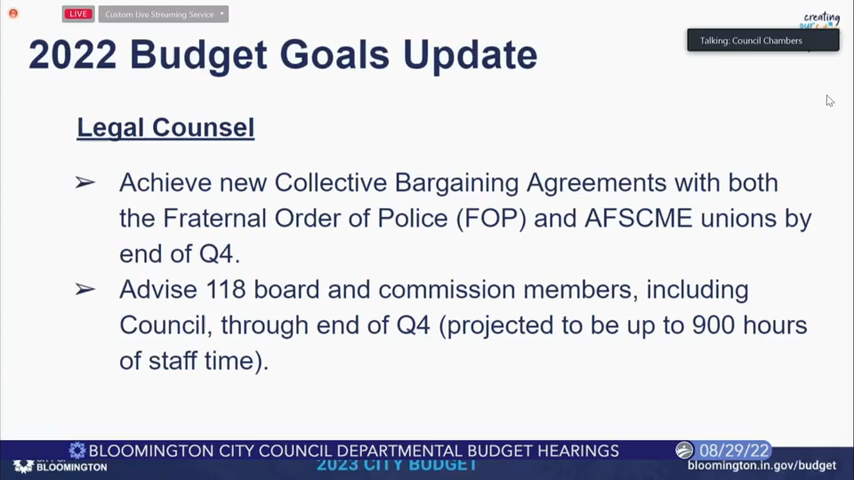 LIVE
Custom Live Streaming Service
creating
Talking: Council Chambers
2022 Budget Goals Update
Legal Counsel
➢ Achieve new Collective Bargaining Agreements with both
the Fraternal Order of Police (FOP) and AFSCME unions by
end of Q4.
➢ Advise 118 board and commission members, including
Council, through end of Q4 (projected to be up to 900 hours
of staff time).
BLOOMINGTON CITY COUNCIL DEPARTMENTAL BUDGET HEARINGS
08/29/22
BLOOMINGTON
2023 CITY BUDGET
bloomington.in.gov/budget